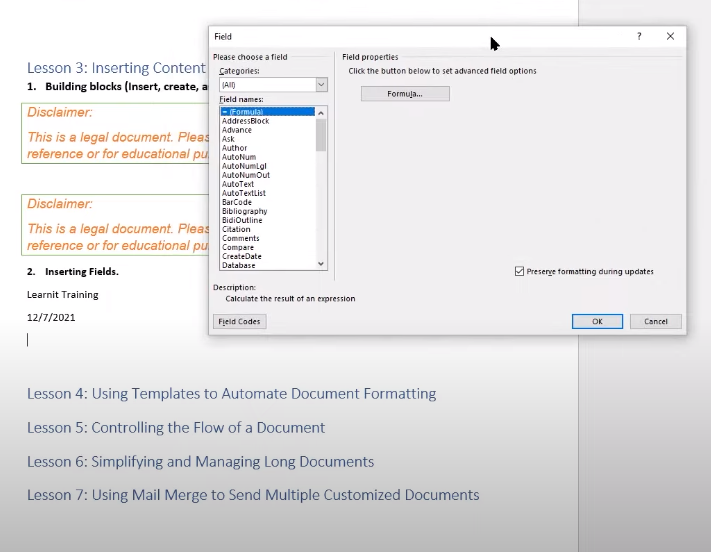 Field
? X
Please choose a field
Categories:
(All)
Field names:
= (Formula)
AddressBlock
Advance
Ask
Author
AutoNum
AutoNumLgl
AutoNumOut
AutoText
AutoTextList
BarCode
Bibliography
BidiOutline
Citation
Comments
Compare
CreateDate
Database
Field properties
Click the button below to set advanced field options
Formula...
Preserve formatting during updates
Description:
Calculate the result of an expression
Field Codes
OK
Cancel
Lesson 3: Inserting Content
1. Building blocks (Insert, create, a
Disclaimer:
This is a legal document. Pleas
reference or for educational pu
Disclaimer:
This is a legal document. Pleas
reference or for educational pu
2. Inserting Fields.
Learnit Training
12/7/2021
Lesson 4: Using Templates to Automate Document Formatting
Lesson 5: Controlling the Flow of a Document
Lesson 6: Simplifying and Managing Long Documents
Lesson 7: Using Mail Merge to Send Multiple Customized Documents